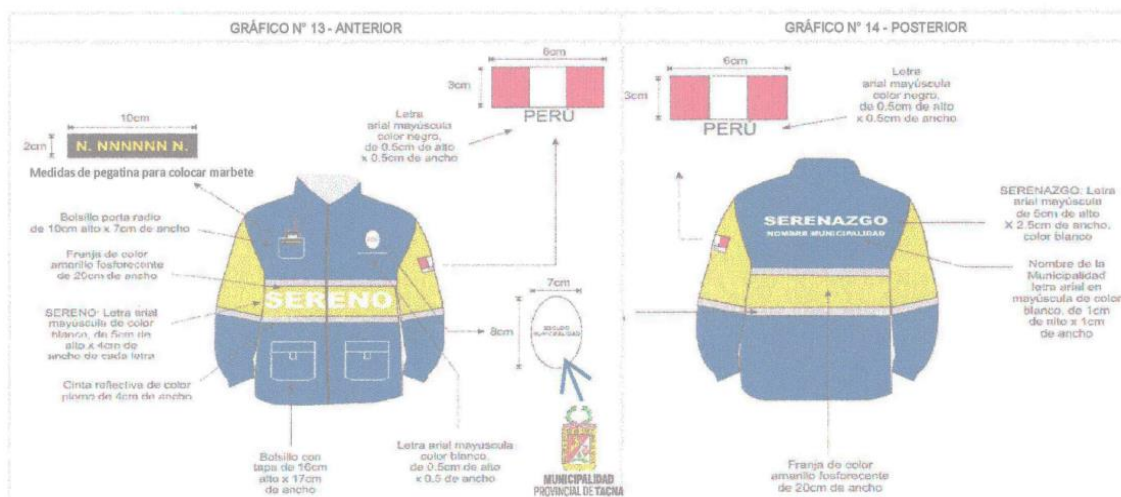 GRÁFICO N° 13 - ANTERIOR
6cm
3cm
PERÚ
Letra
arial mayúscula
color negro,
de 0.5cm de alto
x 0.5cm de ancho
10cm
2cm
N. NNNNNN N.
Medidas de pegatina para colocar marbete
Bolsillo porta radio
de 10cm alto x 7cm de ancho
Franja de color
amarillo fosforecente
de 20cm de ancho
SERENO: Letra arial
mayúscula de color
blanco, de 5cm de
alto x 4cm de
ancho de cada letra
Cinta reflectiva de color
plomo de 4cm de ancho
SERENO
7cm
8cm
ESCUDO
MUNICIPALIDAD
Bolsillo con
tapa de 16cm
alto x 17cm
de ancho
Letra arial mayúscula
color blanco,
de 0.5cm de alto
x 0.5 de ancho
MUNICIPALIDAD
PROVINCIAL DE TACNA
GRÁFICO N° 14 - POSTERIOR
6cm
3cm
PERÚ
Letra
arial mayúscula
color negro,
de 0.5cm de alto
x 0.5cm de ancho
SERENAZGO
NOMBRE MUNICIPALIDAD
SERENAZGO: Letra
arial mayúscula
de 5cm de alto
X 2.5cm de ancho,
color blanco
Nombre de la
Municipalidad
letra arial en
mayúscula de color
blanco, de 1cm
de alto x 1cm
de ancho
Franja de color
amarillo fosforecente
de 20cm de ancho